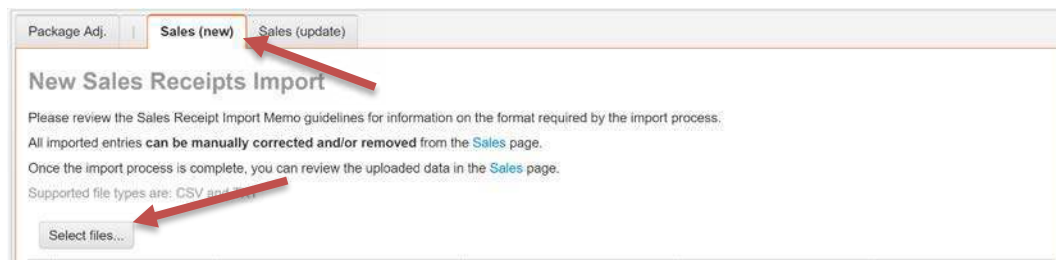 Package Adj. | Sales (new) Sales (update)
New Sales Receipts Import
Please review the Sales Receipt Import Memo guidelines for information on the format required by the import process.
All imported entries can be manually corrected and/or removed from the Sales page.
Once the import process is complete, you can review the uploaded data in the Sales page.
Supported file types are: CSV and
Select files...